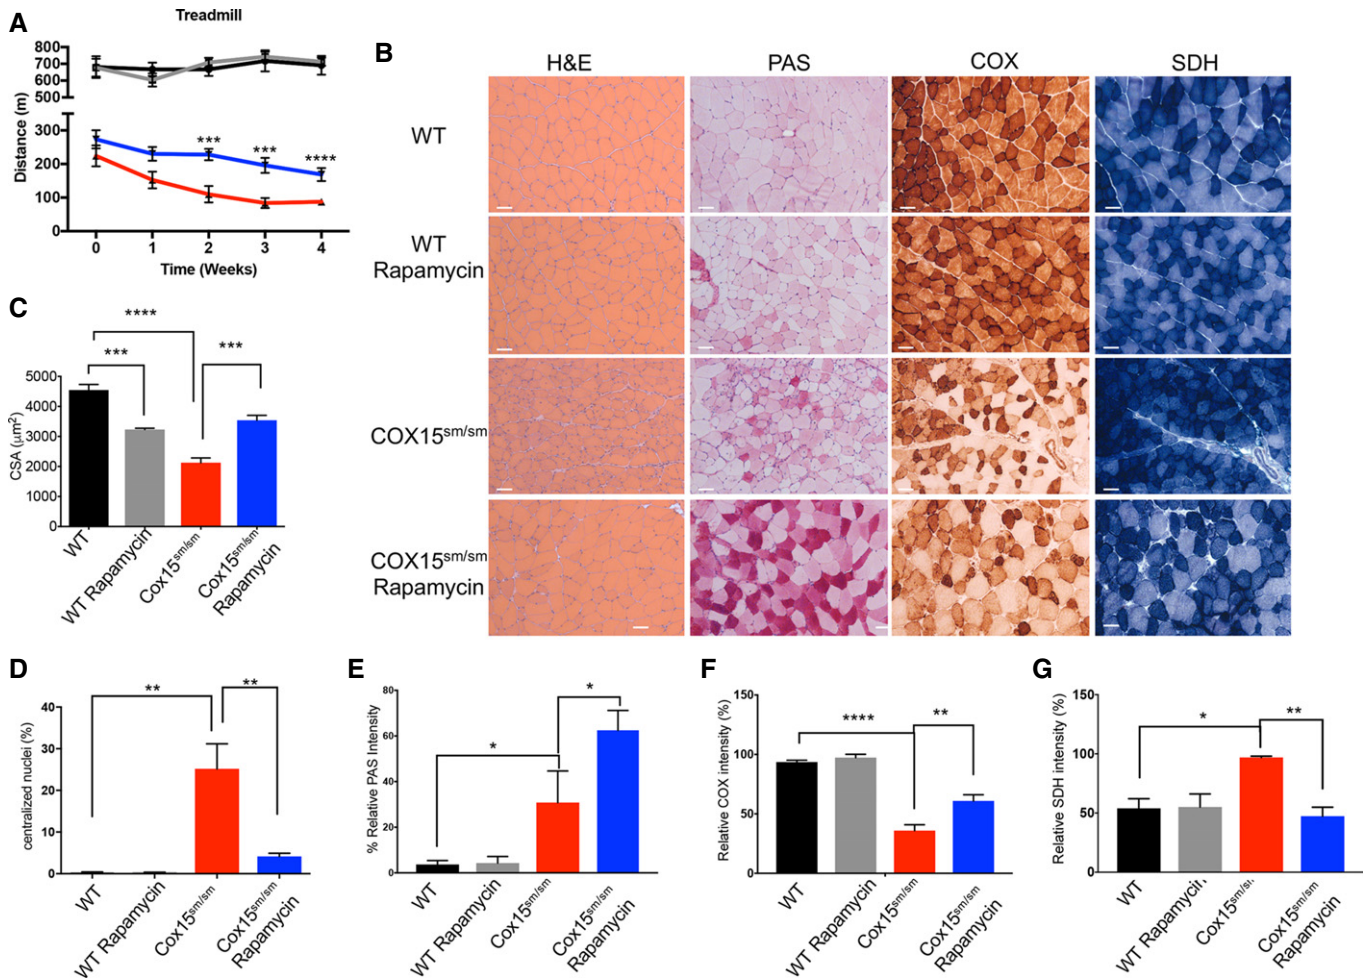 A
Treadmill
Distance (m)
800
700
600
500
300
200
100
0
*** *** ****
0 1 2 3 4
Time (Weeks)
B
H&E PAS COX SDH
WT
WT
Rapamycin
COX15sm/sm
COX15sm/sm
Rapamycin
C
****
*** ***
CSA (μm²)
5000
4000
3000
2000
1000
0
WT
WT Rapamycin
Cox15sm/sm
Cox15sm/sm
Rapamycin
D
** **
centralized nuclei (%)
40
30
20
10
0
WT
WT Rapamycin
Cox15sm/sm
Cox15sm/sm
Rapamycin
E
% Relative PAS Intensity
80
60
40
20
0
*
*
WT
WT Rapamycin
Cox15sm/sm
Cox15sm/sm
Rapamycin
F
Relative COX intensity (%)
150
100
50
0
**** **
WT
WT Rapamycin
Cox15sm/sm
Cox15sm/sm
Rapamycin
G
Relative SDH intensity (%)
150
100
50
0
* **
WT
WT Rapamycin
Cox15sm/sm
Cox15sm/sm
Rapamycin